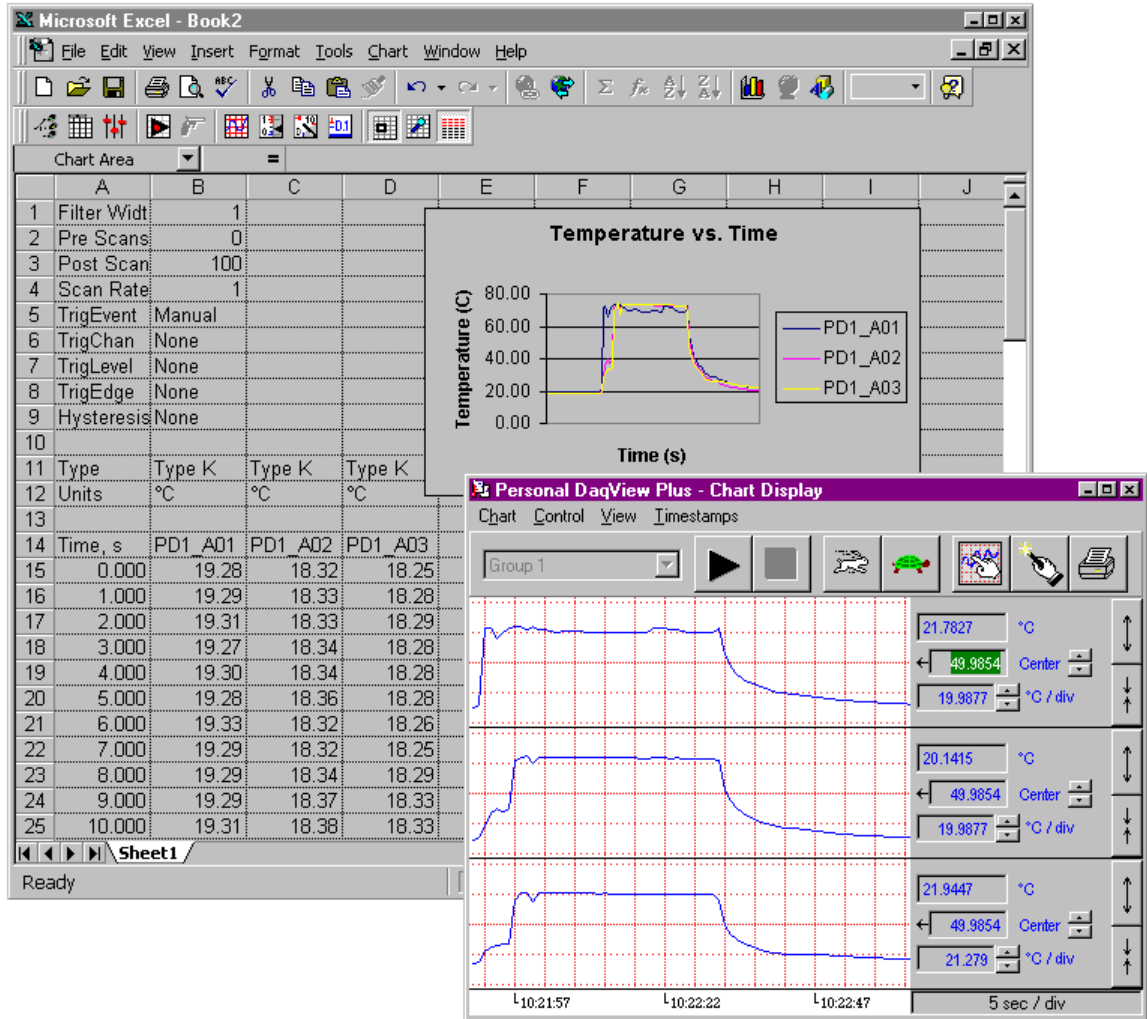 Microsoft Excel - Book2
File Edit View Insert Format Tools Chart Window Help
Chart Area =
A B C D E F G H I J
1 Filter Widt 1
2 Pre Scans 0
3 Post Scan 100
4 Scan Rate 1
5 TrigEvent Manual
6 TrigChan None
7 TrigLevel None
8 TrigEdge None
9 Hysteresis None
10
11 Type Type K Type K Type K
12 Units °C °C °C
13
14 Time, s PD1_A01 PD1_A02 PD1_A03
15 0.000 19.28 18.32 18.25
16 1.000 19.29 18.33 18.28
17 2.000 19.31 18.33 18.29
18 3.000 19.27 18.34 18.28
19 4.000 19.30 18.34 18.28
20 5.000 19.28 18.36 18.28
21 6.000 19.33 18.32 18.26
22 7.000 19.29 18.32 18.25
23 8.000 19.29 18.34 18.29
24 9.000 19.29 18.37 18.33
25 10.000 19.31 18.38 18.33
Sheet1
Ready
Temperature vs. Time
Temperature (C)
80.00
60.00
40.00
20.00
0.00
Time (s)
PD1_A01
PD1_A02
PD1_A03
Personal DaqView Plus - Chart Display
Chart Control View Timestamps
Group 1
21.7827 °C
49.9854 Center
19.9877 °C / div
20.1415 °C
49.9854 Center
19.9877 °C / div
21.9447 °C
49.9854 Center
21.279 °C / div
10:21:57 10:22:22 10:22:47 5 sec / div